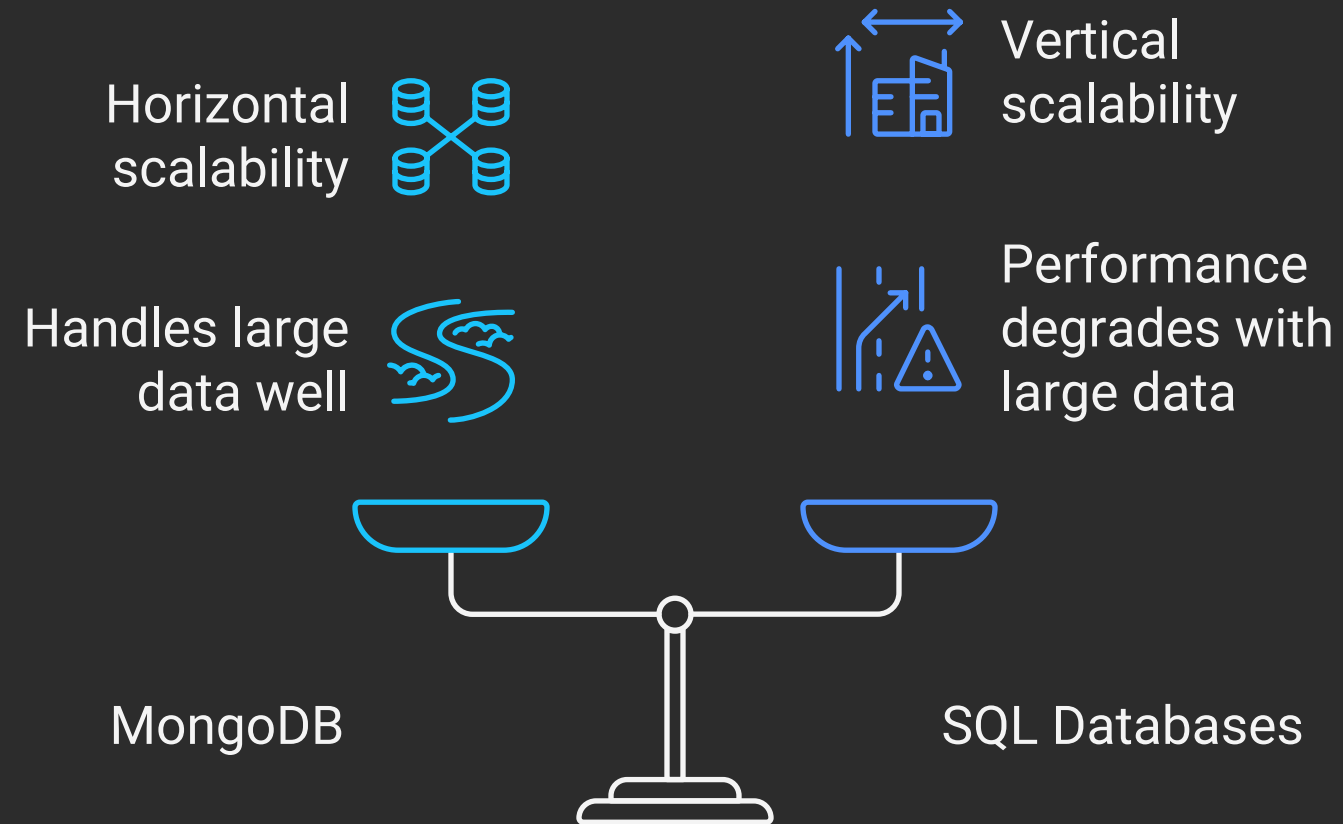 Horizontal
scalability
Handles large
data well
Vertical
scalability
Performance
degrades with
large data
MongoDB
SQL Databases